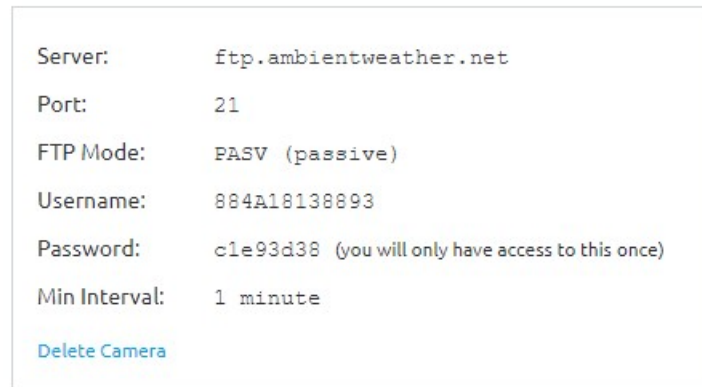 Server: ftp.ambientweather.net
Port: 21
FTP Mode: PASV (passive)
Username: 884A18138893
Password: c1e93d38 (you will only have access to this once)
Min Interval: 1 minute
Delete Camera